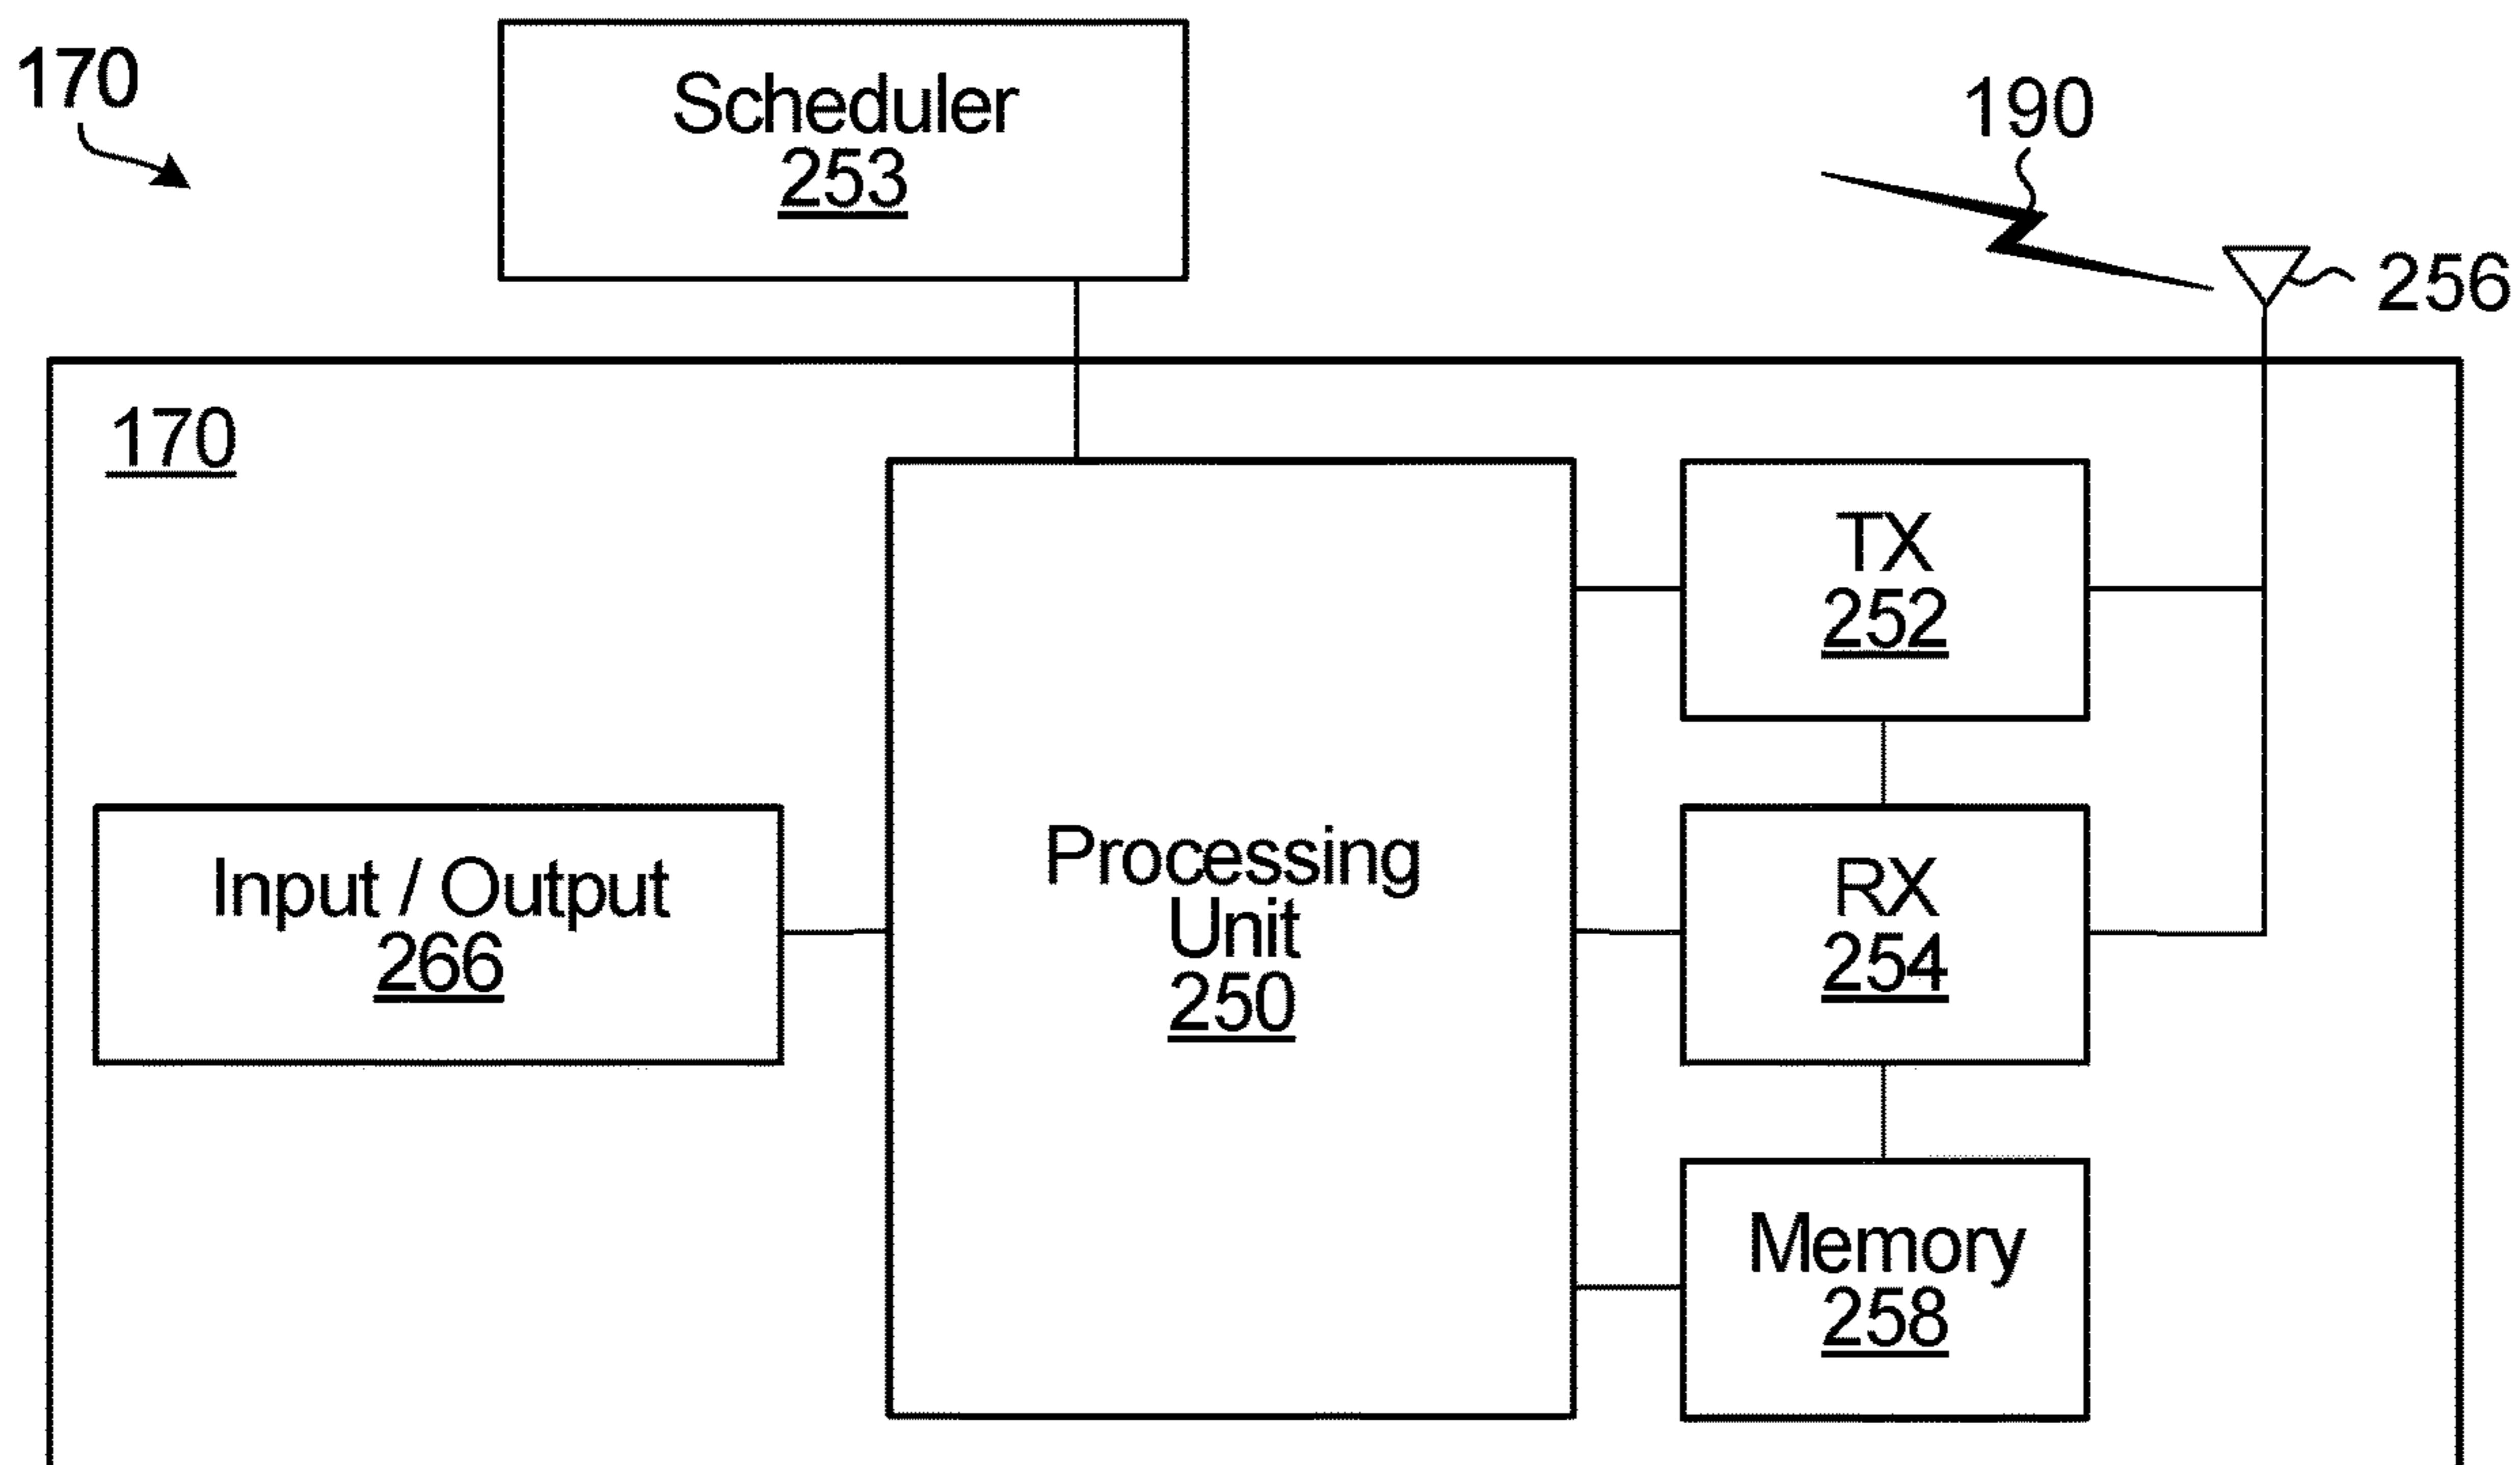 170
Scheduler
253
190
256
170
TX
252
Input / Output
266
Processing
Unit
250
RX
254
Memory
258